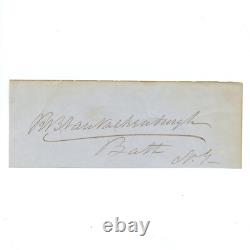 R B Van Valkenburgh
Bath
N. Y.